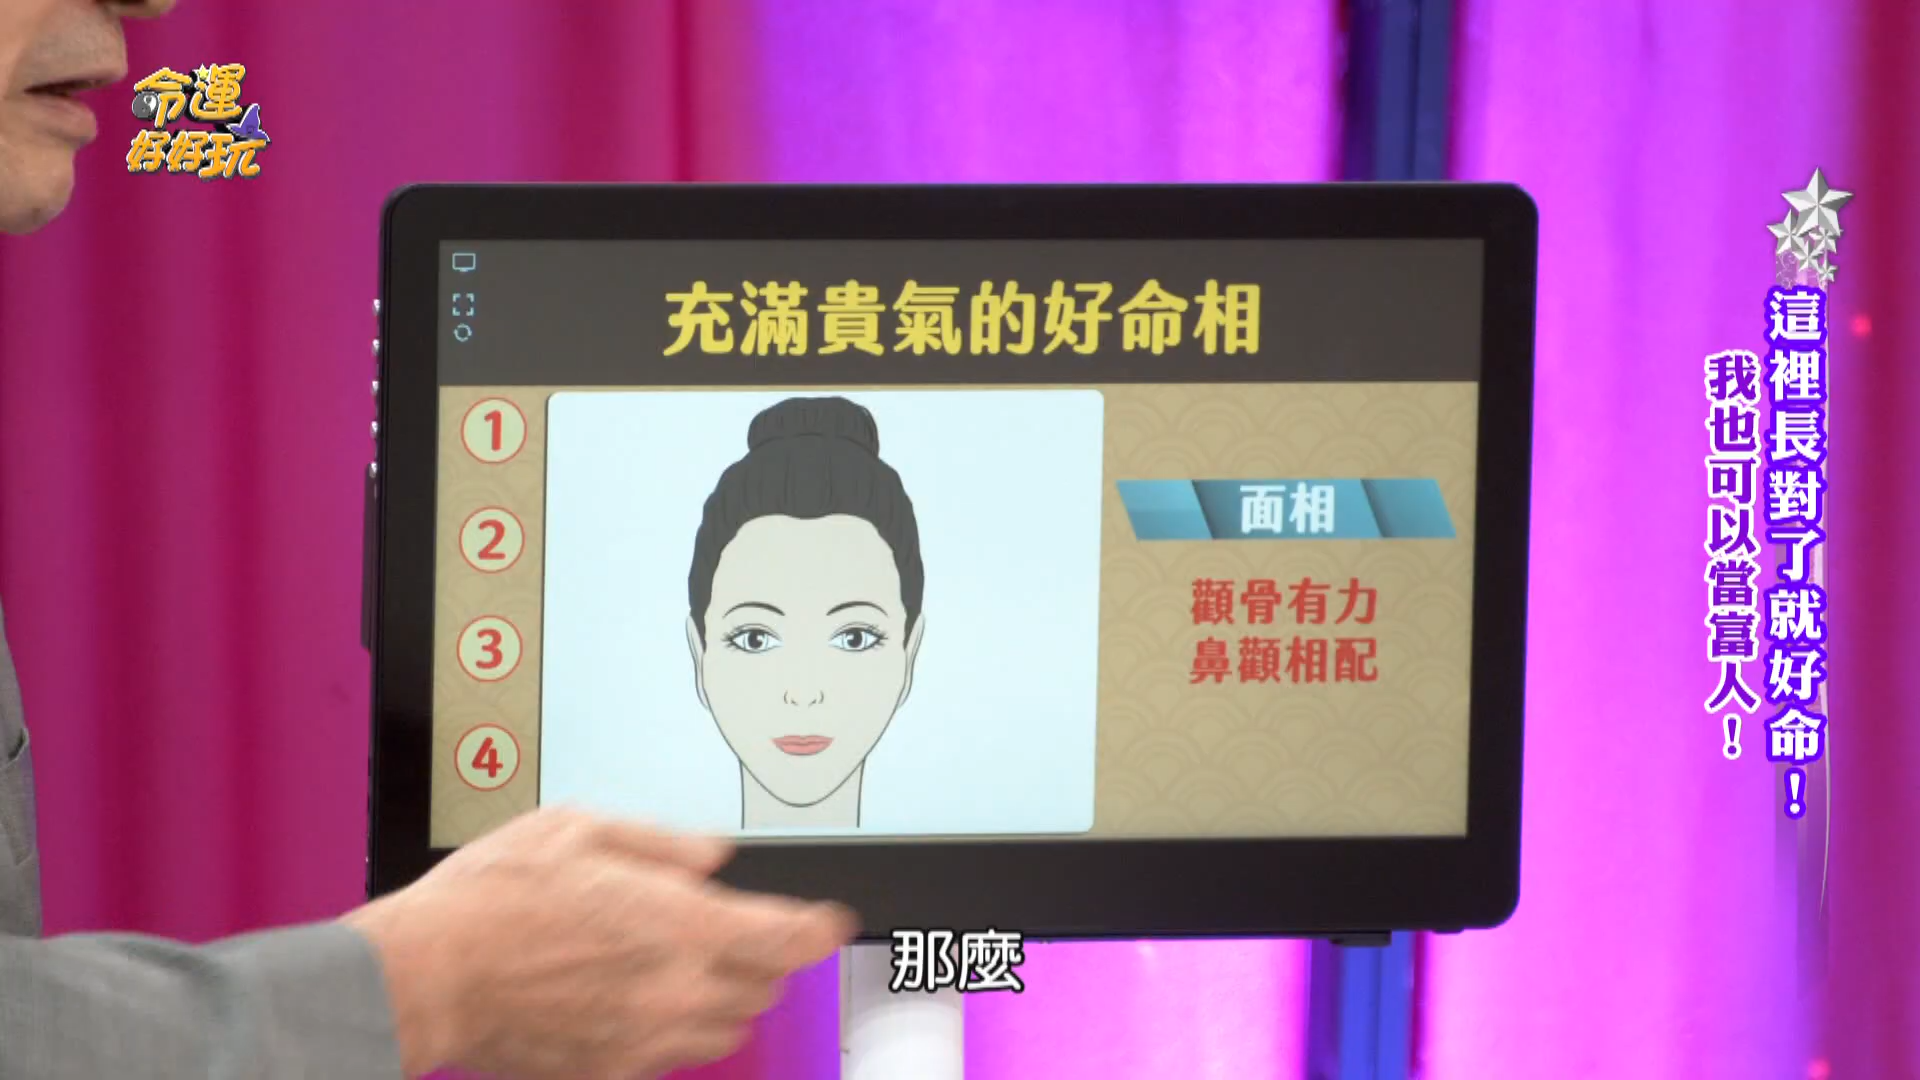 命運
好好玩
充滿貴氣的好命相
1
2
3
4
面相
顴骨有力
鼻顴相配
這裡長對了就好命！
我也可以當富人！
那麼